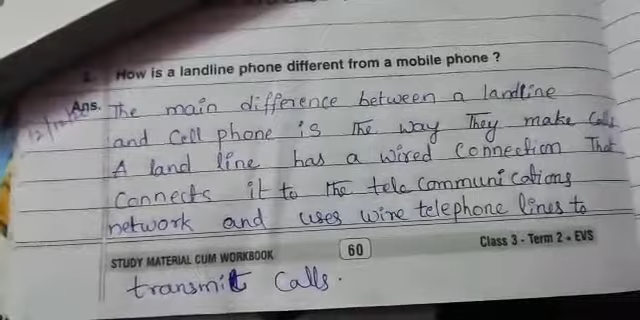 How is a landline phone different from a mobile phone ?
Ans. The main difference between a landline
and Cell phone is The way They make Calls
A land line has a wired Connection That
Connects it to The tele Communications
network and uses wire telephone lines to
STUDY MATERIAL CUM WORKBOOK 60 Class 3 - Term 2 • EVS
transmit Calls.